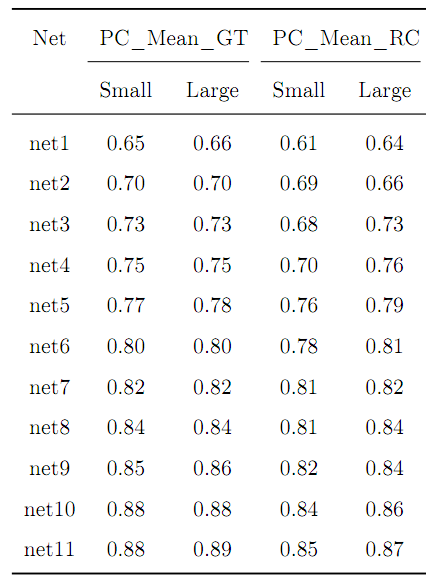 Net PC_Mean_GT PC_Mean_RC
Small Large Small Large
net1 0.65 0.66 0.61 0.64
net2 0.70 0.70 0.69 0.66
net3 0.73 0.73 0.68 0.73
net4 0.75 0.75 0.70 0.76
net5 0.77 0.78 0.76 0.79
net6 0.80 0.80 0.78 0.81
net7 0.82 0.82 0.81 0.82
net8 0.84 0.84 0.81 0.84
net9 0.85 0.86 0.82 0.84
net10 0.88 0.88 0.84 0.86
net11 0.88 0.89 0.85 0.87